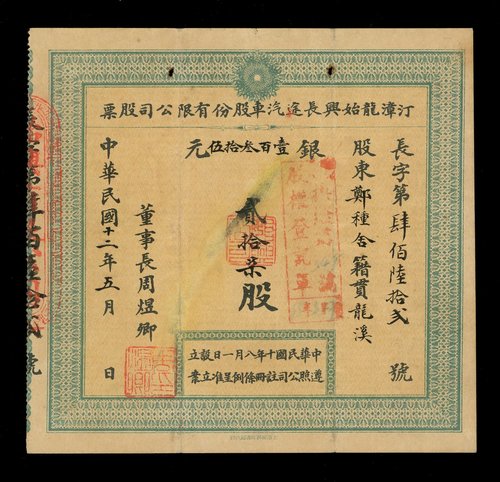 汀漳龍始興長途汽車股份有限公司股票
長字第肆佰陸拾弍號
股東鄭種舍籍貫龍溪
銀壹百叁拾伍元
貳拾柒股
董事長周煜卿
中華民國十二年五月 日
中華民國十年八月一日設立
遵照公司註冊條例呈准立案